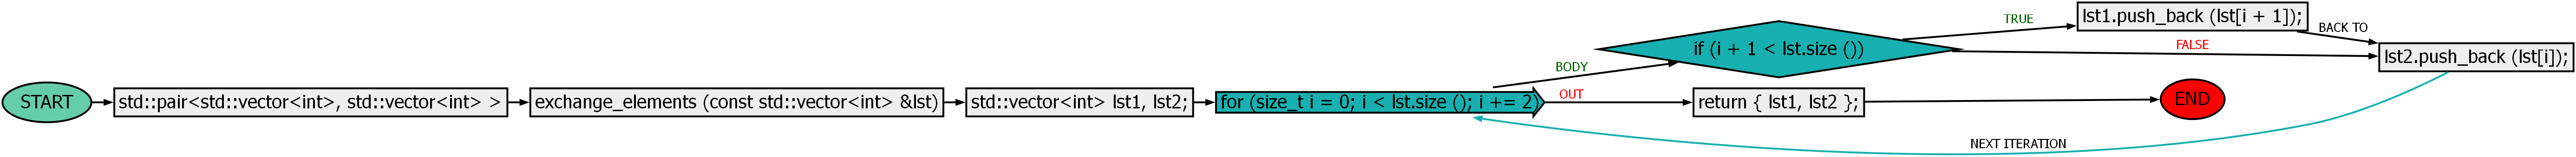 START
std::pair<std::vector<int>, std::vector<int> >
exchange_elements (const std::vector<int> &lst)
std::vector<int> lst1, lst2;
for (size_t i = 0; i < lst.size (); i += 2)
BODY
OUT
if (i + 1 < lst.size ())
TRUE
FALSE
lst1.push_back (lst[i + 1]);
BACK TO
lst2.push_back (lst[i]);
return { lst1, lst2 };
END
NEXT ITERATION